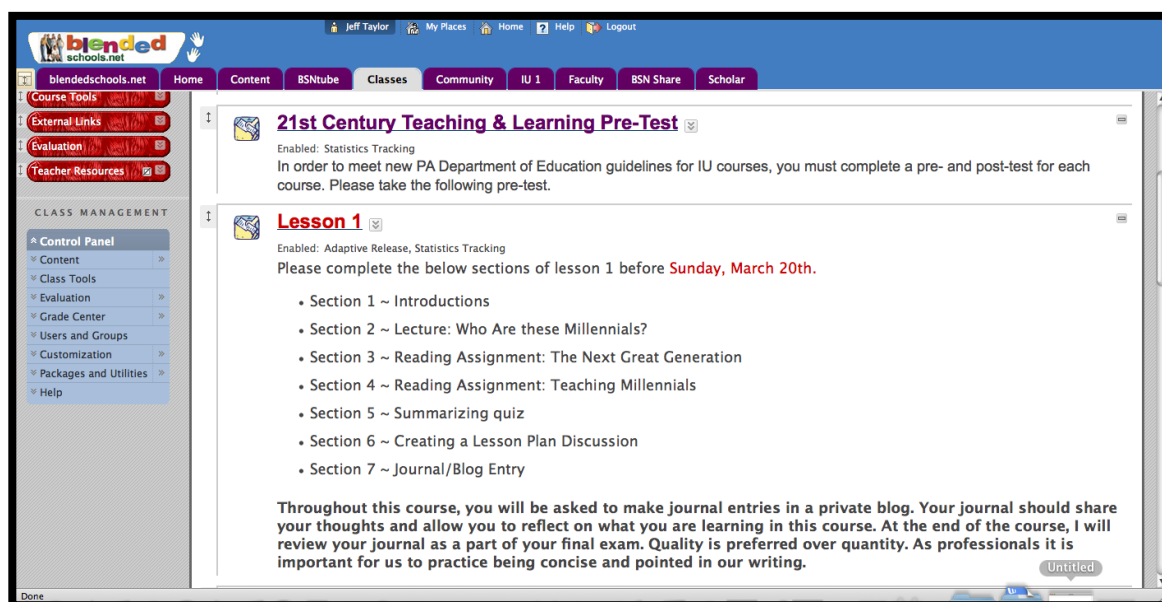 Jeff Taylor My Places Home Help Logout
blended
schools.net
blendedschools.net Home Content BSNtube Classes Community IU 1 Faculty BSN Share Scholar
Course Tools
External Links
Evaluation
Teacher Resources
CLASS MANAGEMENT
Control Panel
Content
Class Tools
Evaluation
Grade Center
Users and Groups
Customization
Packages and Utilities
Help
21st Century Teaching & Learning Pre-Test
Enabled: Statistics Tracking
In order to meet new PA Department of Education guidelines for IU courses, you must complete a pre- and post-test for each
course. Please take the following pre-test.
Lesson 1
Enabled: Adaptive Release, Statistics Tracking
Please complete the below sections of lesson 1 before Sunday, March 20th.
• Section 1 ~ Introductions
• Section 2 ~ Lecture: Who Are these Millennials?
• Section 3 ~ Reading Assignment: The Next Great Generation
• Section 4 ~ Reading Assignment: Teaching Millennials
• Section 5 ~ Summarizing quiz
• Section 6 ~ Creating a Lesson Plan Discussion
• Section 7 ~ Journal/Blog Entry
Throughout this course, you will be asked to make journal entries in a private blog. Your journal should share
your thoughts and allow you to reflect on what you are learning in this course. At the end of the course, I will
review your journal as a part of your final exam. Quality is preferred over quantity. As professionals it is
important for us to practice being concise and pointed in our writing.
Untitled
Done